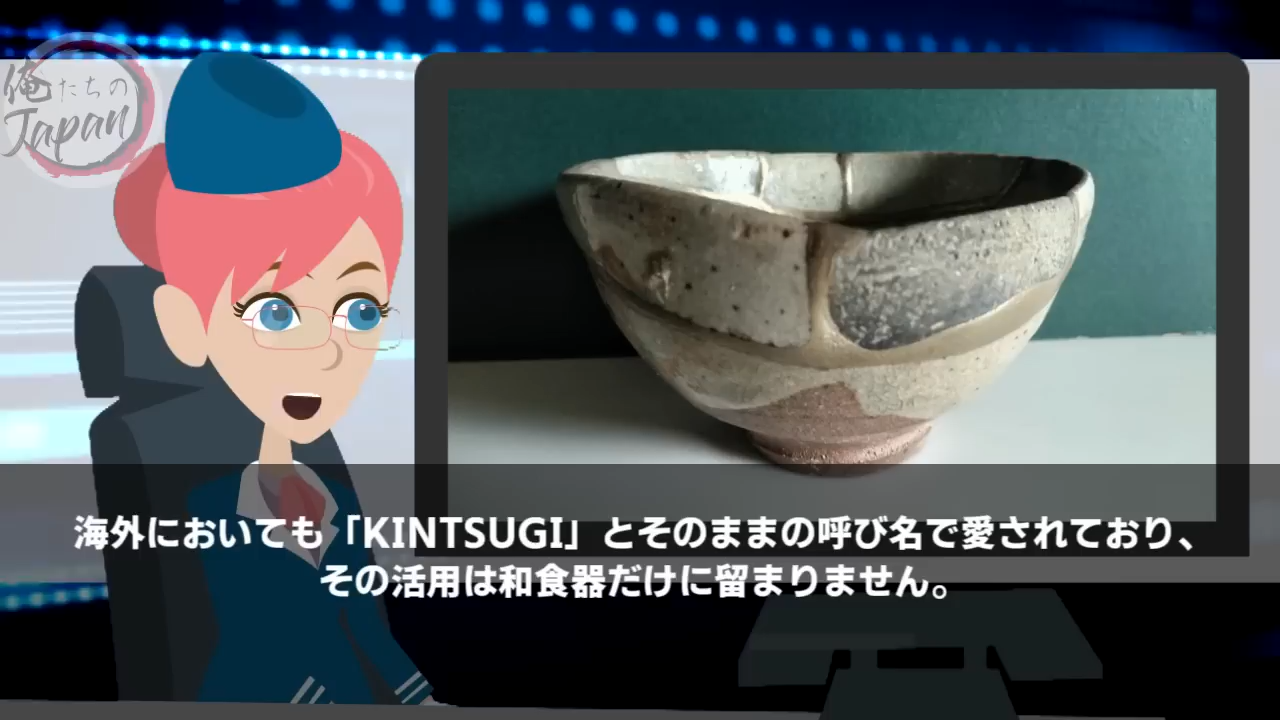 俺たちの
Japan
海外においても「KINTSUGI」とそのままの呼び名で愛されており、
その活用は和食器だけに留まりません。